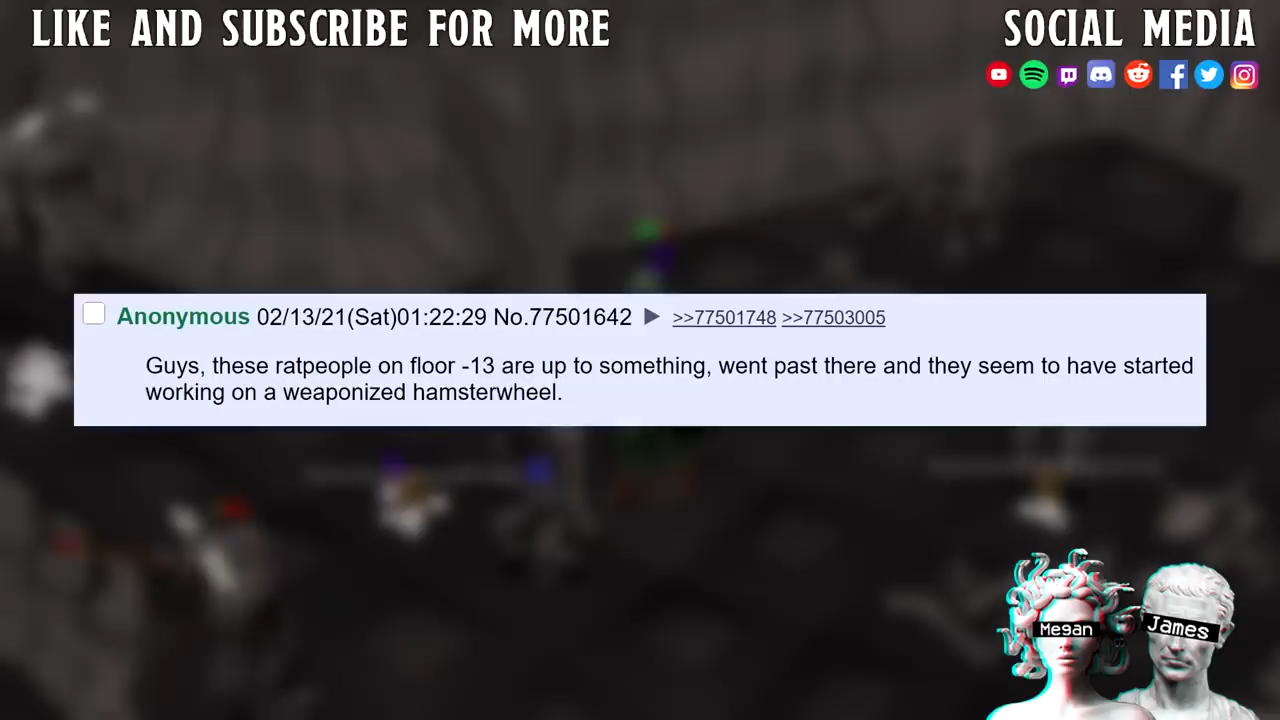 LIKE AND SUBSCRIBE FOR MORE
SOCIAL MEDIA
Anonymous 02/13/21(Sat)01:22:29 No.77501642 ▶ >>77501748 >>77503005
Guys, these ratpeople on floor -13 are up to something, went past there and they seem to have started
working on a weaponized hamsterwheel.
Megan
James